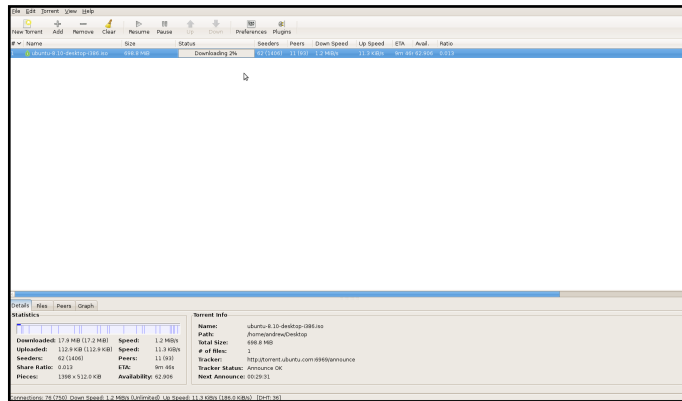 File Edit Torrent View Help
New Torrent Add Remove Clear Resume Pause Up Down Preferences Plugins
# Name Size Status Seeders Peers Down Speed Up Speed ETA Avail. Ratio
1 ubuntu-8.10-desktop-i386.iso 698.8 MiB Downloading 2% 62 (1406) 11 (93) 1.2 MiB/s 11.3 KiB/s 9m 46s 62.906 0.013
Details Files Peers Graph
Statistics Torrent Info
Name: ubuntu-8.10-desktop-i386.iso
Path: /home/andrew/Desktop
Downloaded: 17.9 MiB (17.2 MiB) Speed: 1.2 MiB/s Total Size: 698.8 MiB
Uploaded: 112.9 KiB (112.9 KiB) Speed: 11.3 KiB/s # of files: 1
Seeders: 62 (1406) Peers: 11 (93) Tracker: http://torrent.ubuntu.com:6969/announce
Share Ratio: 0.013 ETA: 9m 46s Tracker Status: Announce OK
Pieces: 1398 x 512.0 KiB Availability: 62.906 Next Announce: 00:29:31
Connections: 76 (750) Down Speed: 1.2 MiB/s (Unlimited) Up Speed: 11.3 KiB/s (186.0 KiB/s) [DHT: 36]